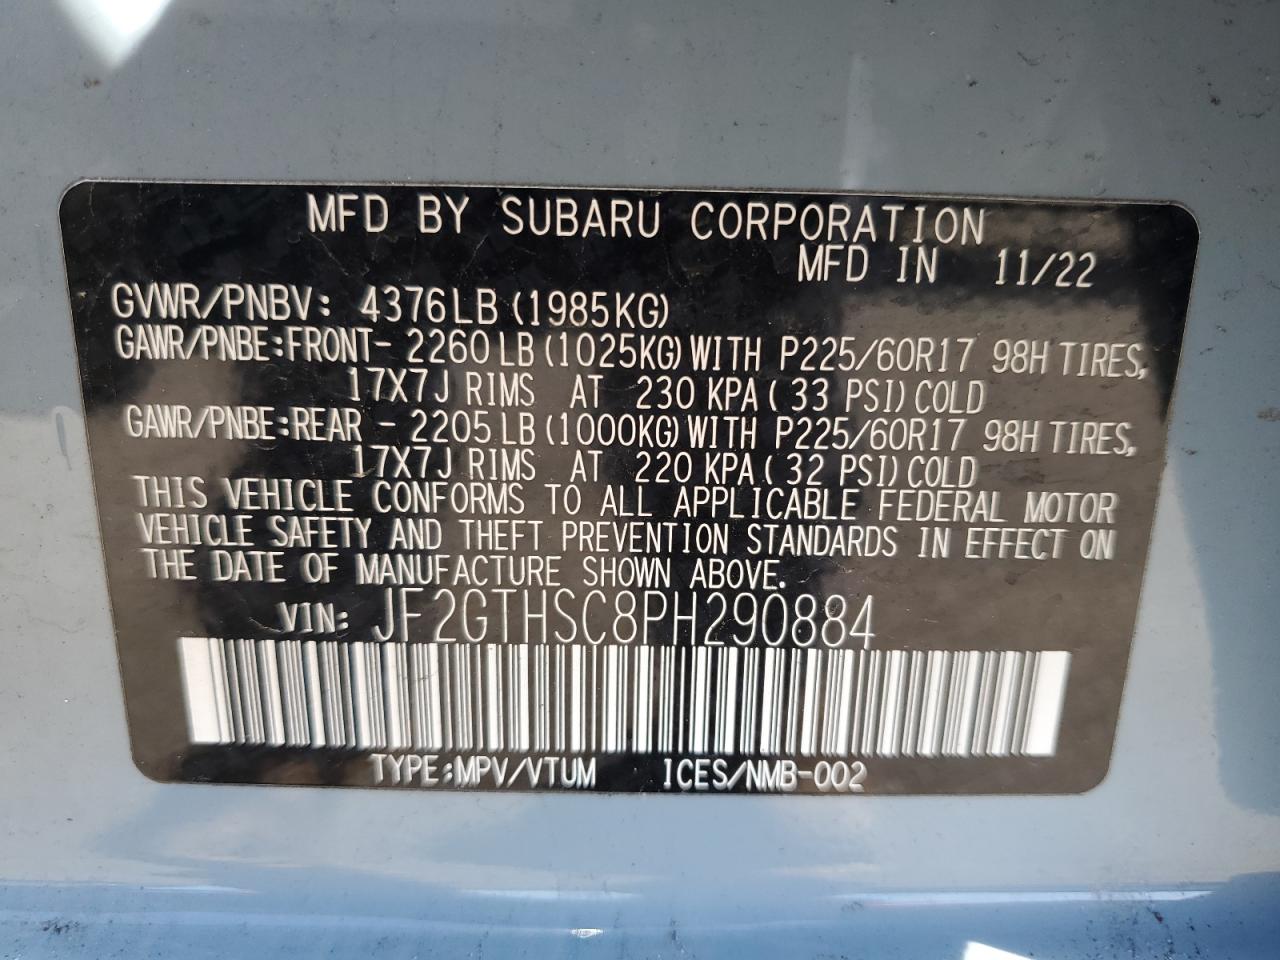 MFD BY SUBARU CORPORATION
MFD IN 11/22
GVWR/PNBV: 4376LB (1985KG)
GAWR/PNBE:FRONT- 2260LB (1025KG) WITH P225/60R17 98H TIRES,
17X7J RIMS AT 230 KPA ( 33 PSI) COLD
GAWR/PNBE:REAR - 2205LB (1000KG) WITH P225/60R17 98H TIRES,
17X7J RIMS AT 220 KPA ( 32 PSI) COLD
THIS VEHICLE CONFORMS TO ALL APPLICABLE FEDERAL MOTOR
VEHICLE SAFETY AND THEFT PREVENTION STANDARDS IN EFFECT ON
THE DATE OF MANUFACTURE SHOWN ABOVE.
VIN: JF2GTHSC8PH290884
TYPE:MPV/VTUM ICES/NMB-002